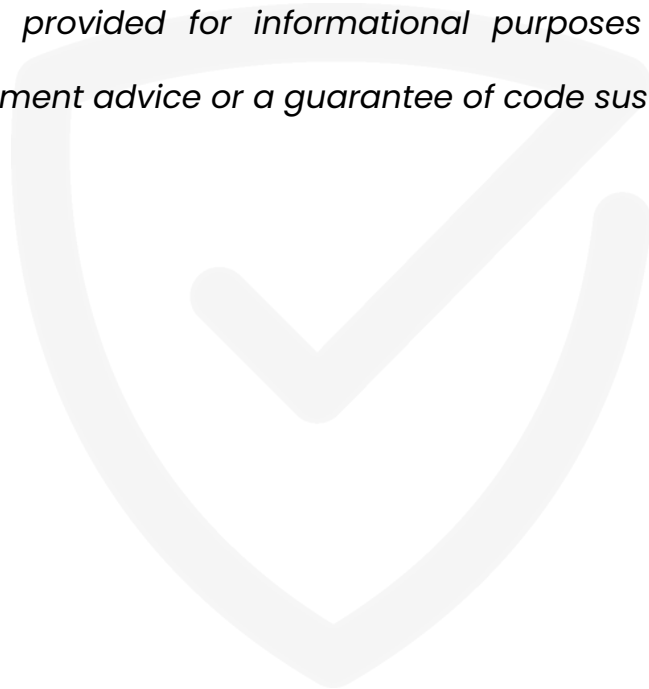 provided for informational purposes
ment advice or a guarantee of code sus